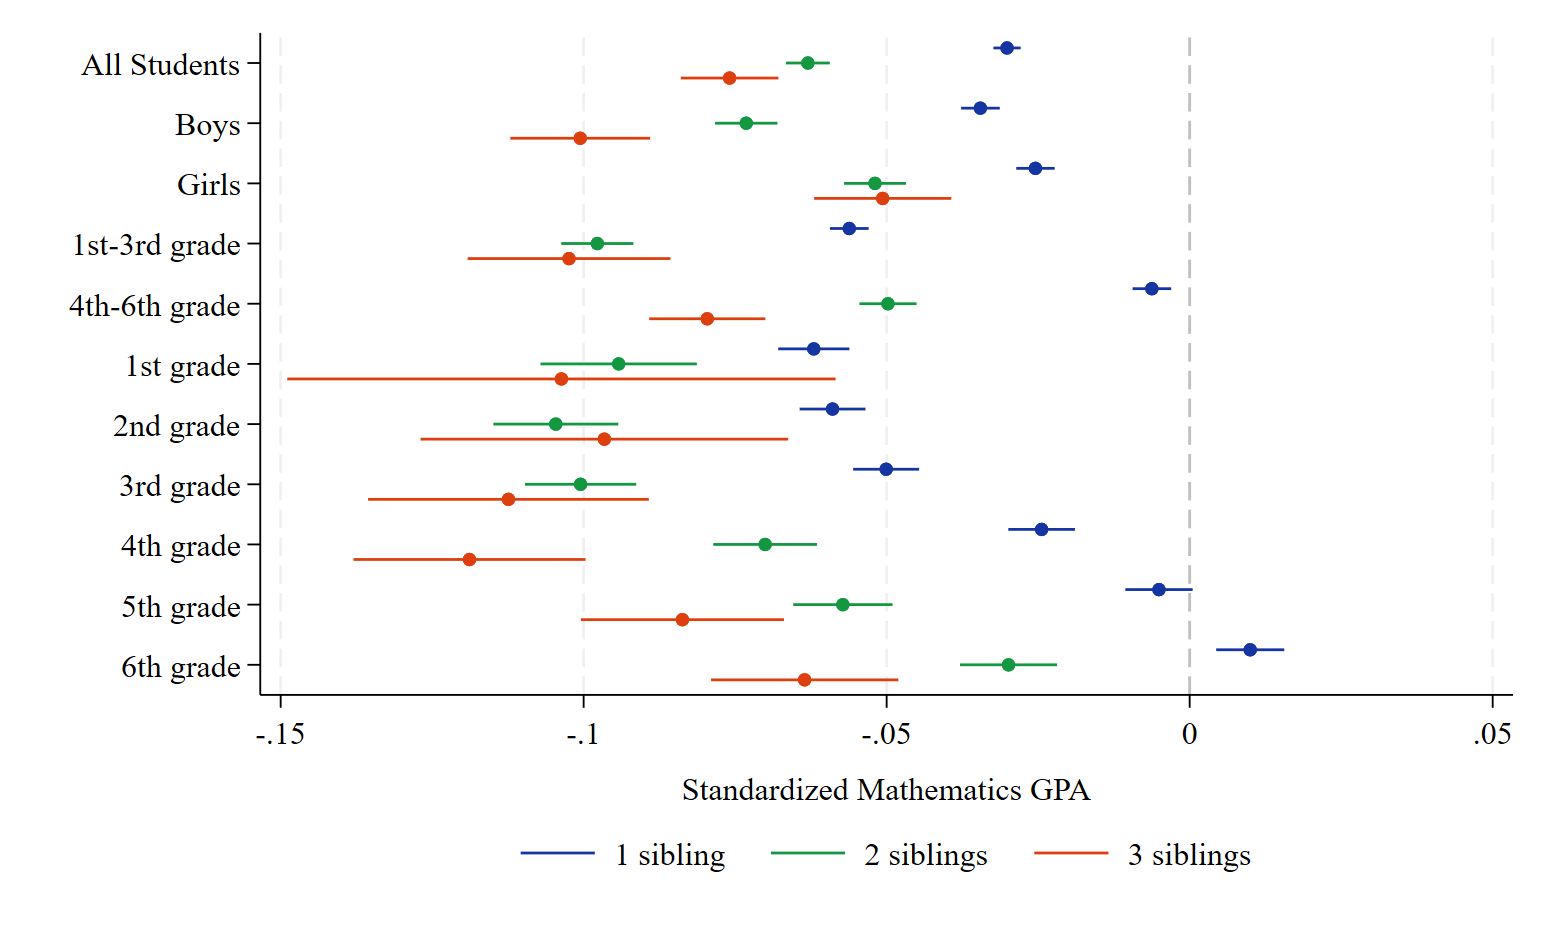 All Students
Boys
Girls
1st-3rd grade
4th-6th grade
1st grade
2nd grade
3rd grade
4th grade
5th grade
6th grade
-.15 -.1 -.05 0 .05
Standardized Mathematics GPA
1 sibling 2 siblings 3 siblings